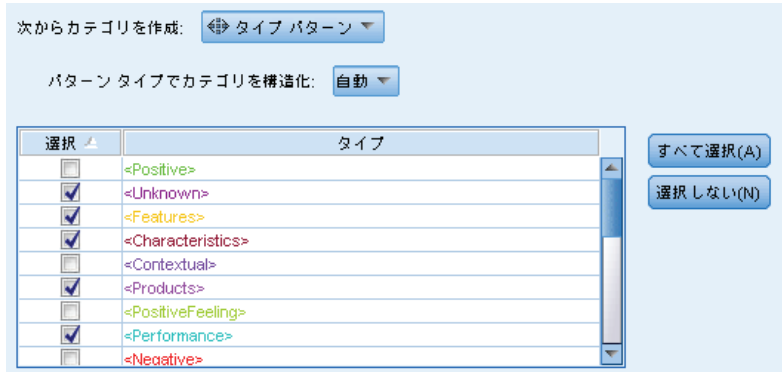 次からカテゴリを作成: タイプ パターン
パターン タイプでカテゴリを構造化: 自動
選択 タイプ
<Positive>
<Unknown>
<Features>
<Characteristics>
<Contextual>
<Products>
<PositiveFeeling>
<Performance>
<Negative>
すべて選択(A)
選択しない(N)